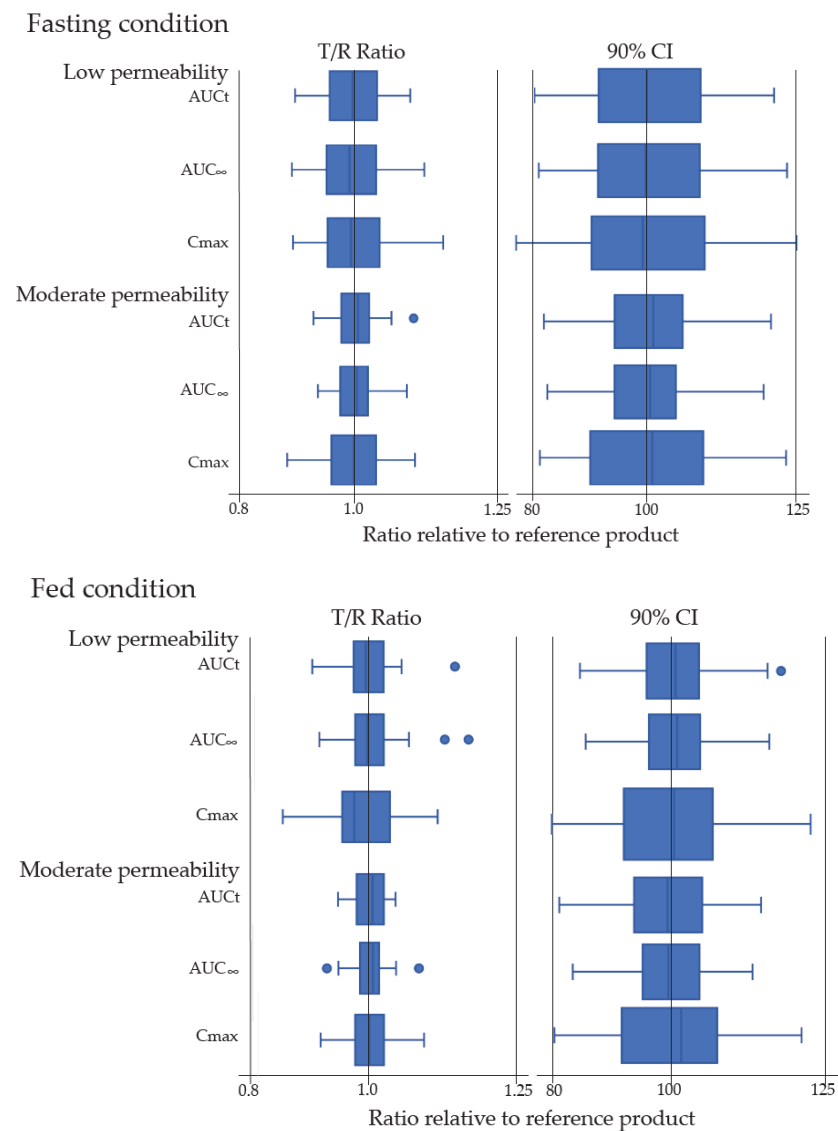 Fasting condition
T/R Ratio 90% CI
Low permeability
AUCt
AUC∞
Cmax
Moderate permeability
AUCt
AUC∞
Cmax
0.8 1.0 1.25 80 100 125
Ratio relative to reference product
Fed condition
T/R Ratio 90% CI
Low permeability
AUCt
AUC∞
Cmax
Moderate permeability
AUCt
AUC∞
Cmax
0.8 1.0 1.25 80 100 125
Ratio relative to reference product